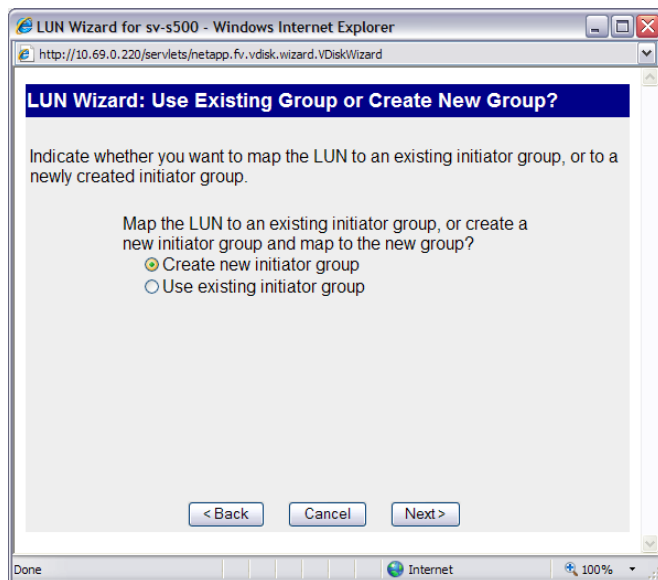 LUN Wizard for sv-s500 - Windows Internet Explorer
http://10.69.0.220/servlets/netapp.fv.vdisk.wizard.VDiskWizard
LUN Wizard: Use Existing Group or Create New Group?
Indicate whether you want to map the LUN to an existing initiator group, or to a
newly created initiator group.
Map the LUN to an existing initiator group, or create a
new initiator group and map to the new group?
Create new initiator group
Use existing initiator group
< Back Cancel Next >
Done Internet 100%